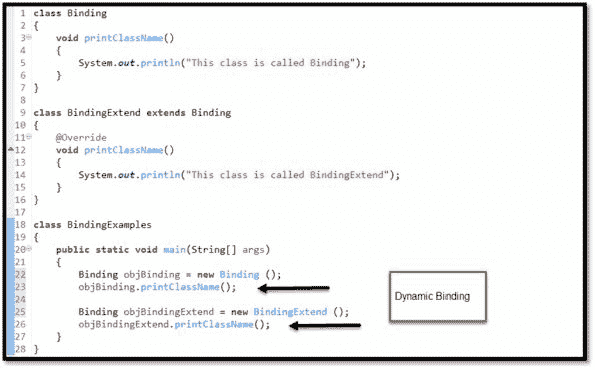 1 class Binding
2 {
3 void printClassName()
4 {
5 System.out.println("This class is called Binding");
6 }
7 }
8
9 class BindingExtend extends Binding
10 {
11 @Override
12 void printClassName()
13 {
14 System.out.println("This class is called BindingExtend");
15 }
16 }
17
18 class BindingExamples
19 {
20 public static void main(String[] args)
21 {
22 Binding objBinding = new Binding ();
23 objBinding.printClassName();
24
25 Binding objBindingExtend = new BindingExtend ();
26 objBindingExtend.printClassName();
27 }
28 }
Dynamic Binding